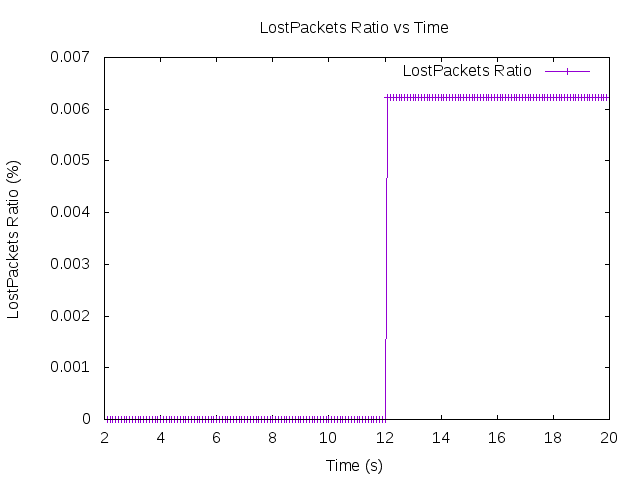 LostPackets Ratio vs Time
LostPackets Ratio
LostPackets Ratio (%)
0.007
0.006
0.005
0.004
0.003
0.002
0.001
0
2 4 6 8 10 12 14 16 18 20
Time (s)